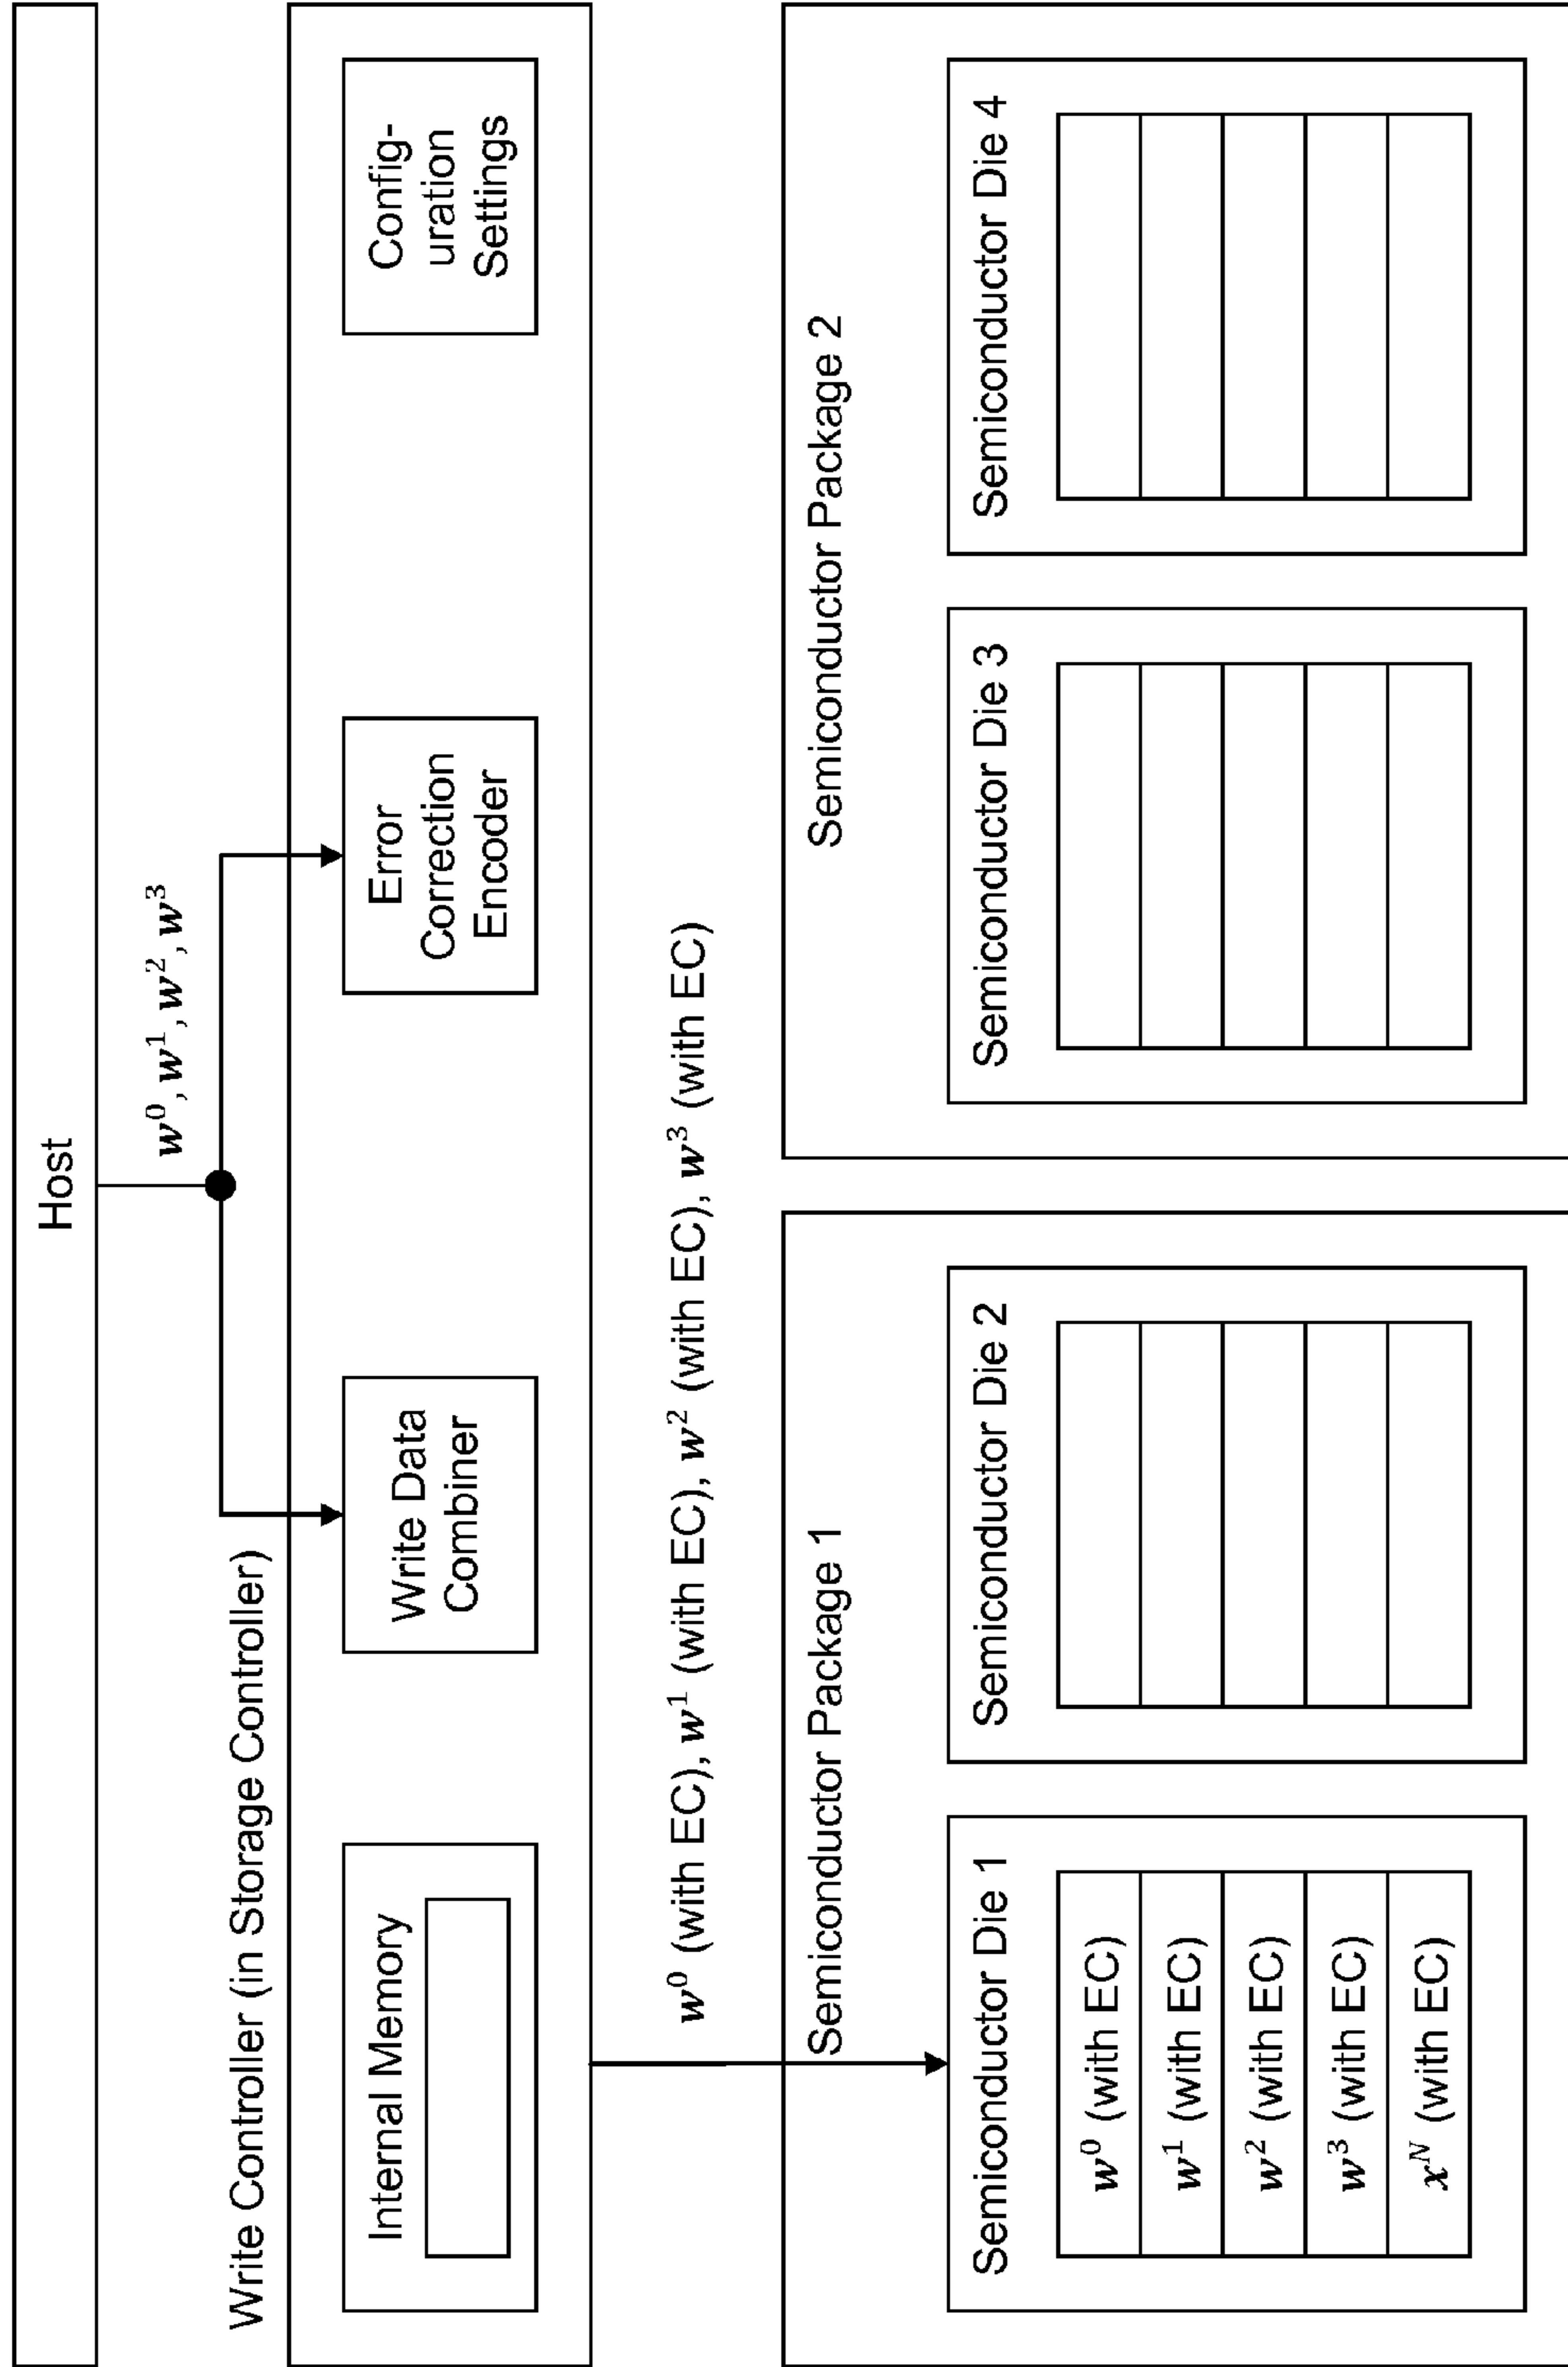 Host
w⁰, w¹, w², w³
Write Controller (in Storage Controller)
Internal Memory
Write Data
Combiner
Error
Correction
Encoder
Config-
uration
Settings
w⁰ (with EC), w¹ (with EC), w² (with EC), w³ (with EC)
Semiconductor Package 1
Semiconductor Die 1
w⁰ (with EC)
w¹ (with EC)
w² (with EC)
w³ (with EC)
xᴺ (with EC)
Semiconductor Die 2
Semiconductor Package 2
Semiconductor Die 3
Semiconductor Die 4